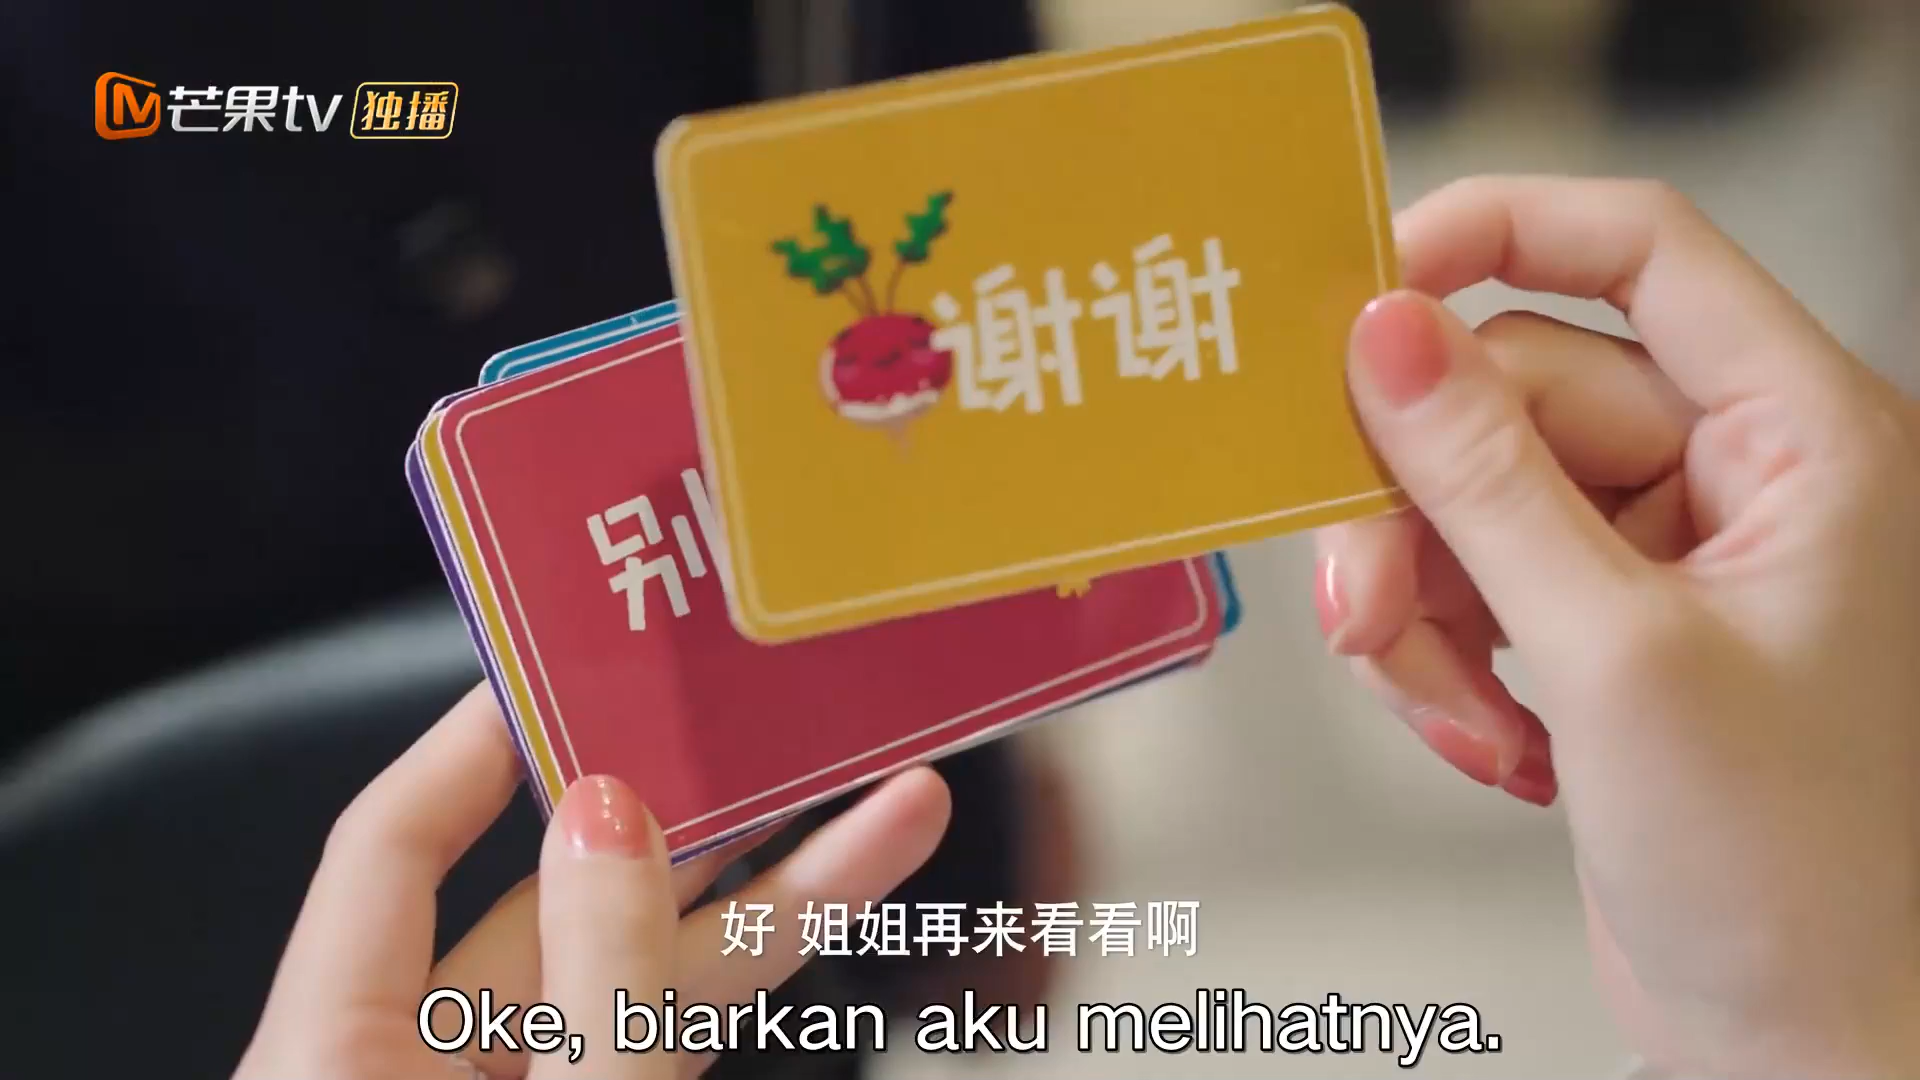 芒果tv 独播
谢谢
别
好 姐姐再来看看啊
Oke, biarkan aku melihatnya.